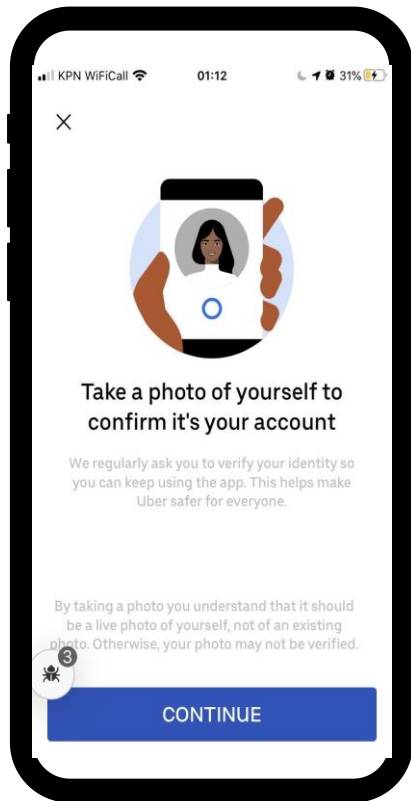 KPN WiFiCall 01:12 31%
Take a photo of yourself to
confirm it's your account
We regularly ask you to verify your identity so
you can keep using the app. This helps make
Uber safer for everyone.
By taking a photo you understand that it should
be a live photo of yourself, not of an existing
photo. Otherwise, your photo may not be verified.
3
CONTINUE